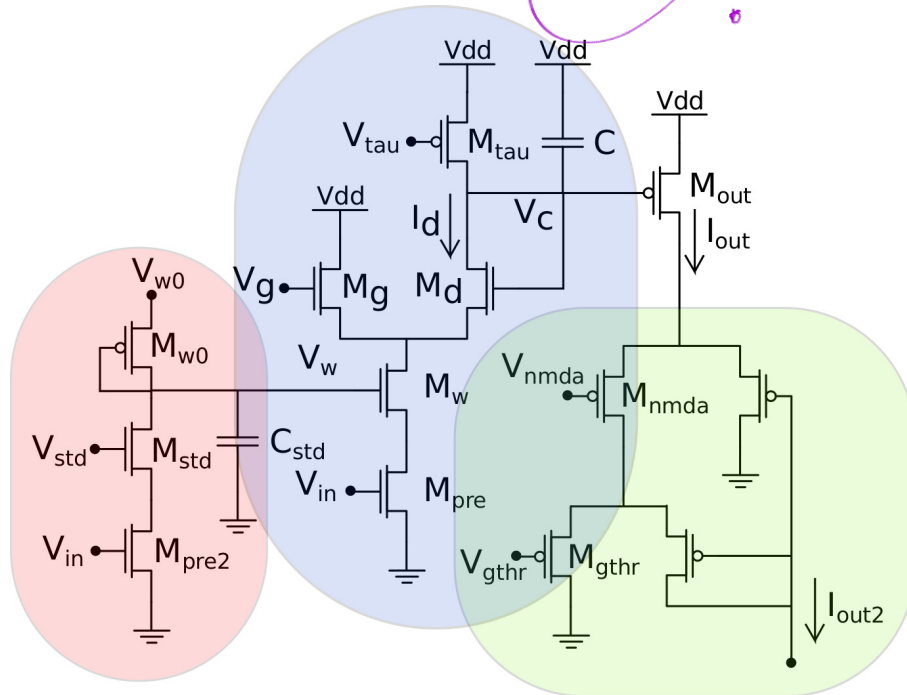 Vdd
Vdd
Vdd
Vtau
Mtau
C
Mout
Vdd
Id
VC
Iout
Vw0
Vg
Mg
Md
Mw0
Vw
Vnmda
Mw
Mnmda
Vstd
Mstd
Cstd
Vin
Mpre
Vin
Mpre2
Vgthr
Mgthr
Iout2